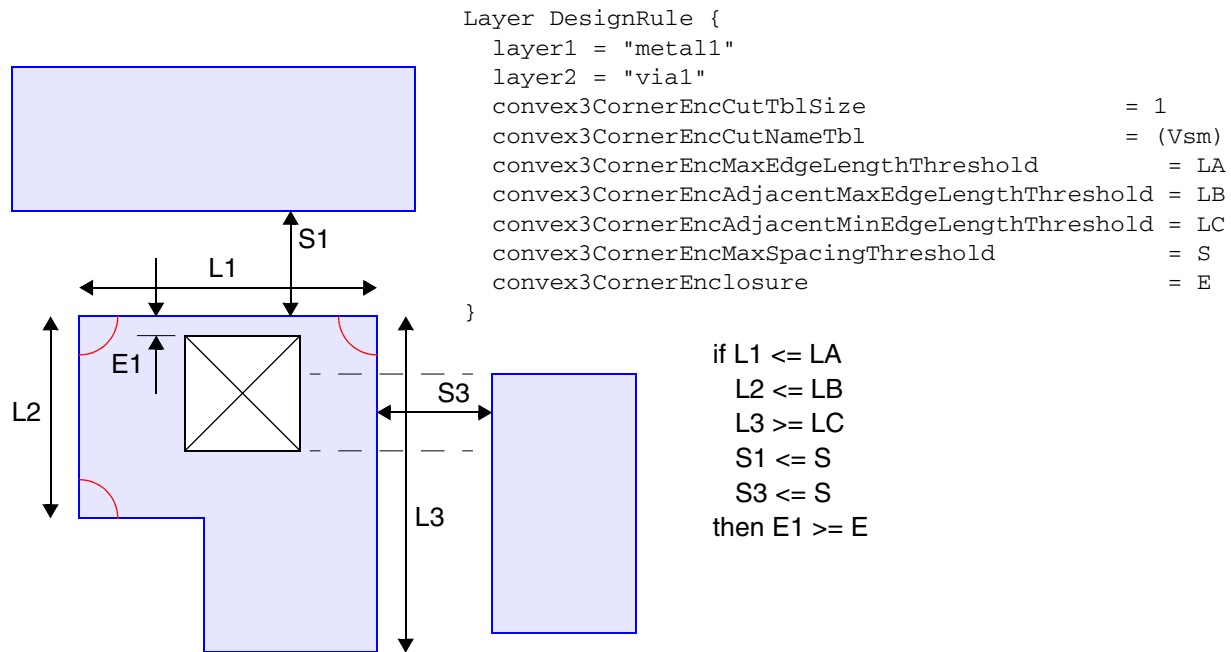 Layer DesignRule {
layer1 = "metal1"
layer2 = "via1"
convex3CornerEncCutTblSize = 1
convex3CornerEncCutNameTbl = (Vsm)
convex3CornerEncMaxEdgeLengthThreshold = LA
convex3CornerEncAdjacentMaxEdgeLengthThreshold = LB
convex3CornerEncAdjacentMinEdgeLengthThreshold = LC
convex3CornerEncMaxSpacingThreshold = S
convex3CornerEnclosure = E
}
S1
L1
E1
L2
S3
L3
if L1 <= LA
L2 <= LB
L3 >= LC
S1 <= S
S3 <= S
then E1 >= E